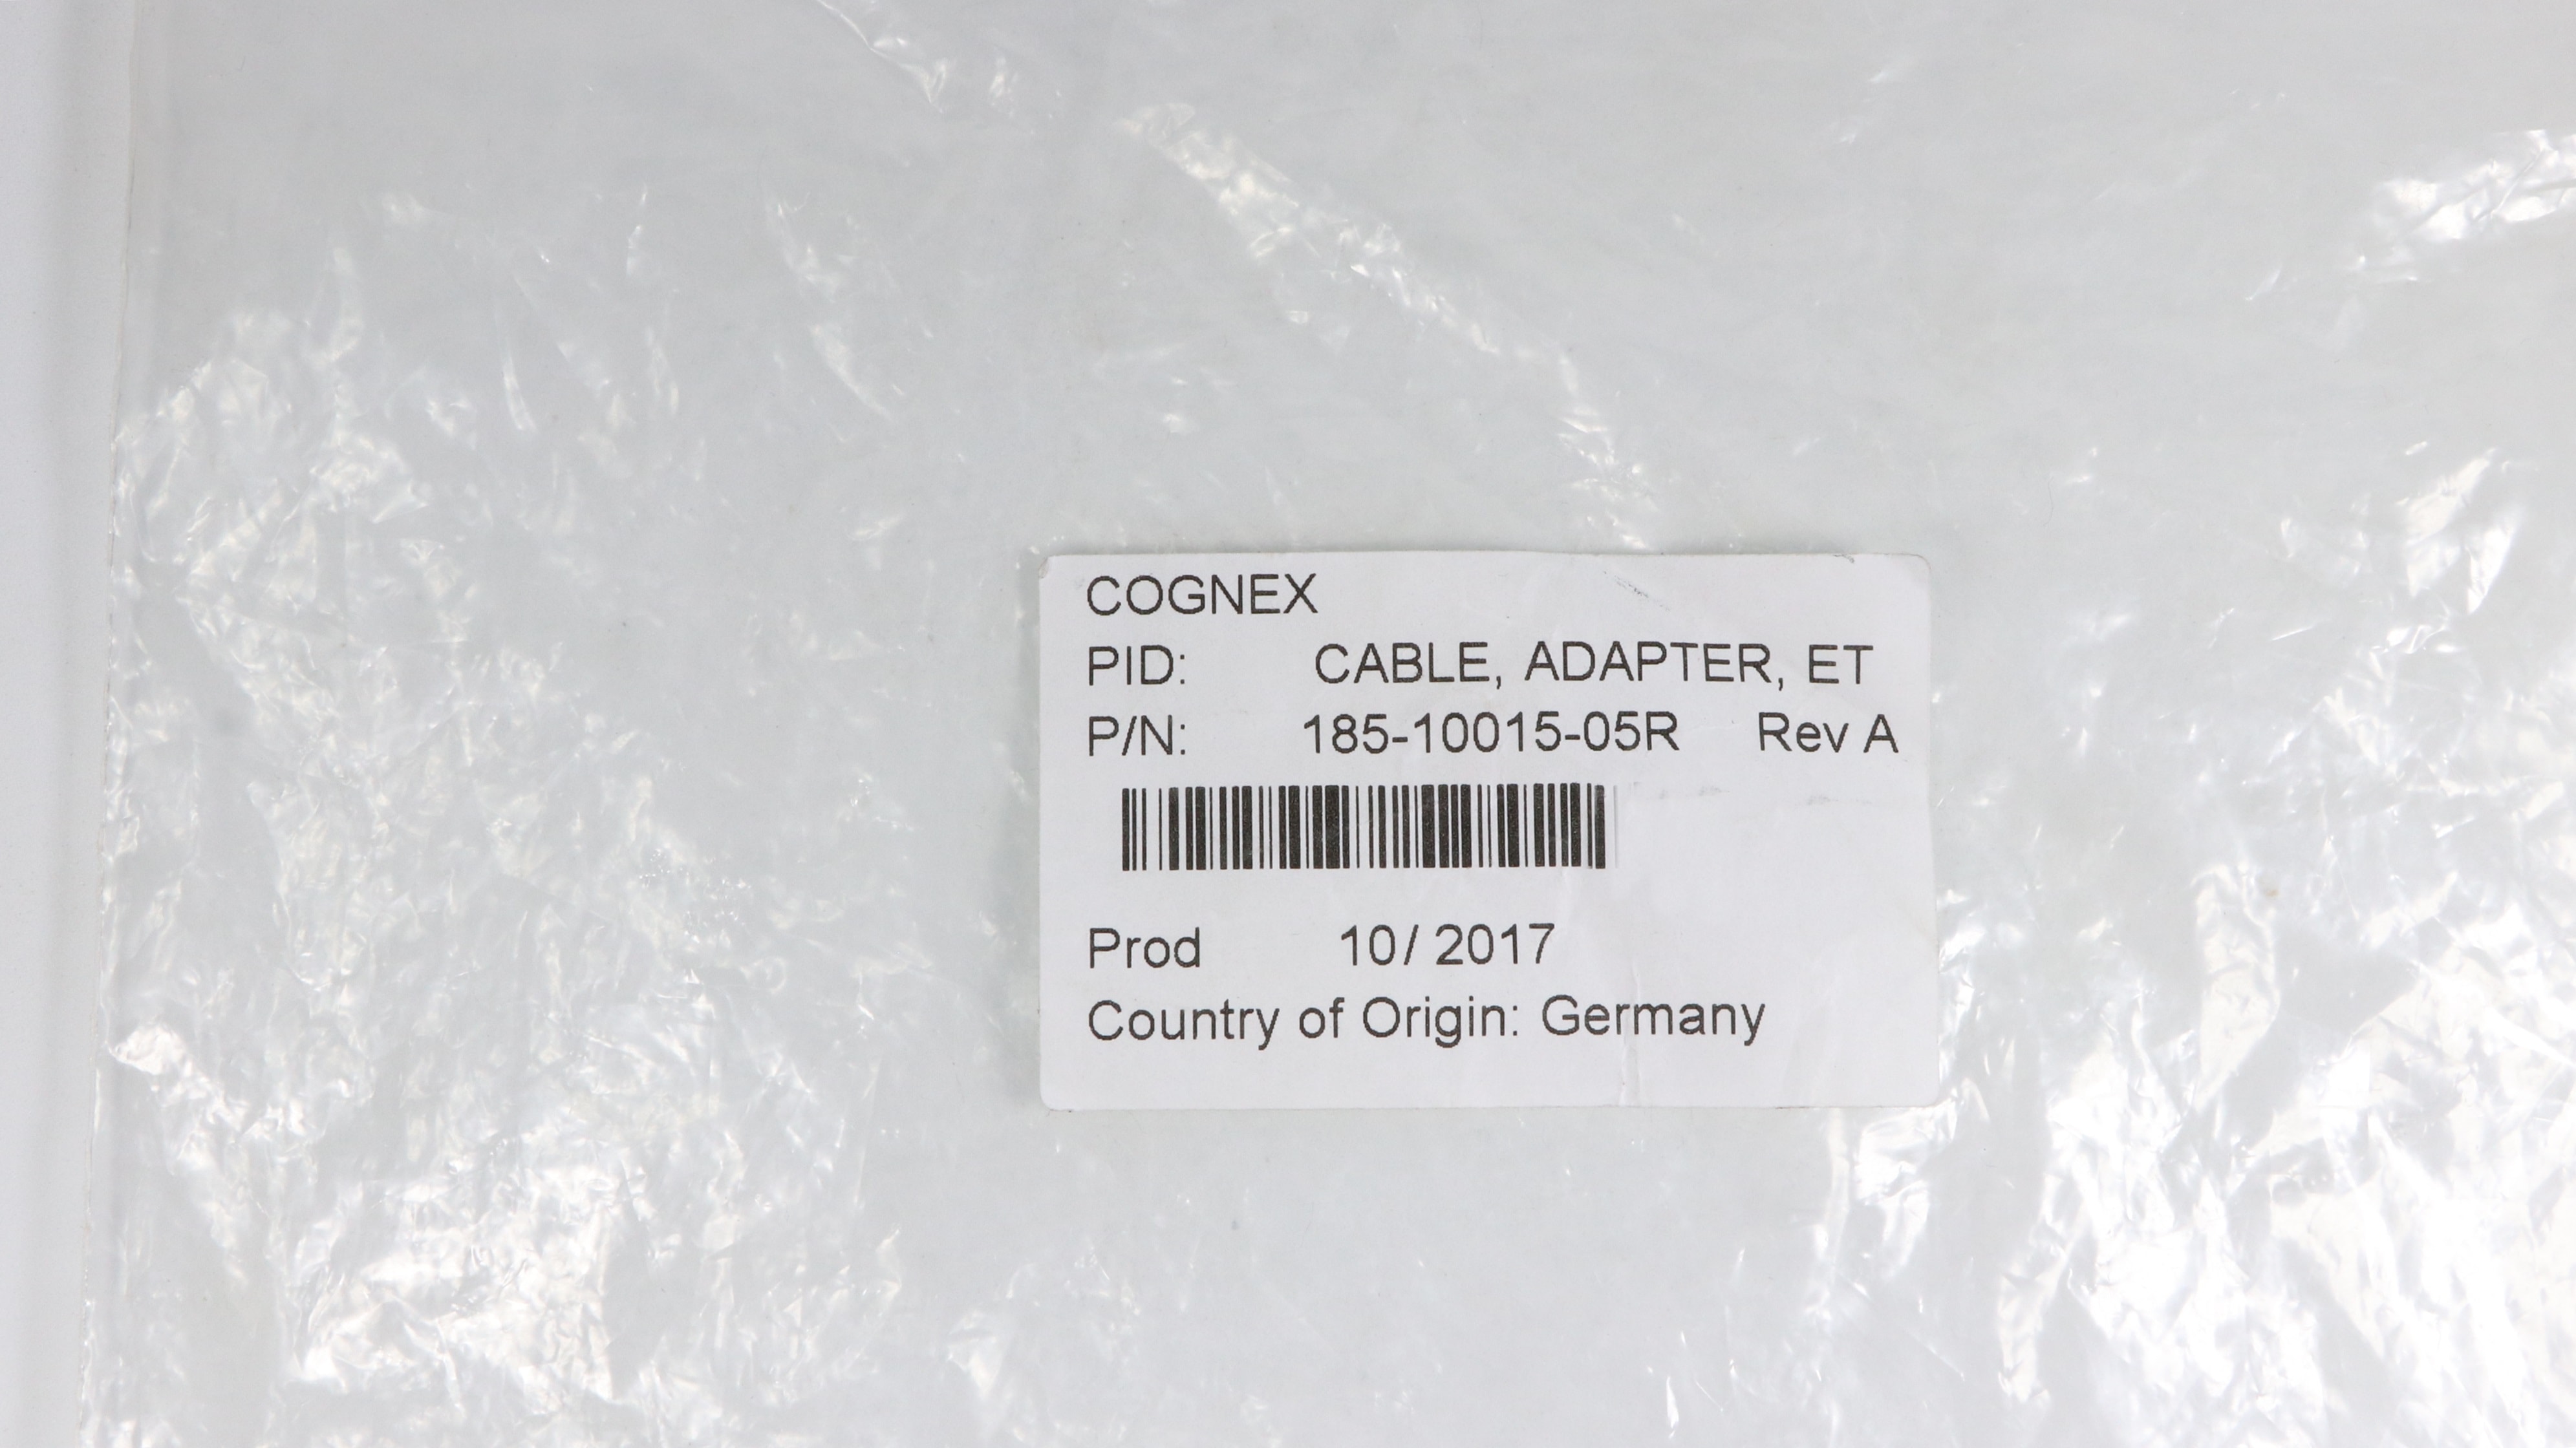 COGNEX
PID: CABLE, ADAPTER, ET
P/N: 185-10015-05R Rev A
Prod 10/ 2017
Country of Origin: Germany